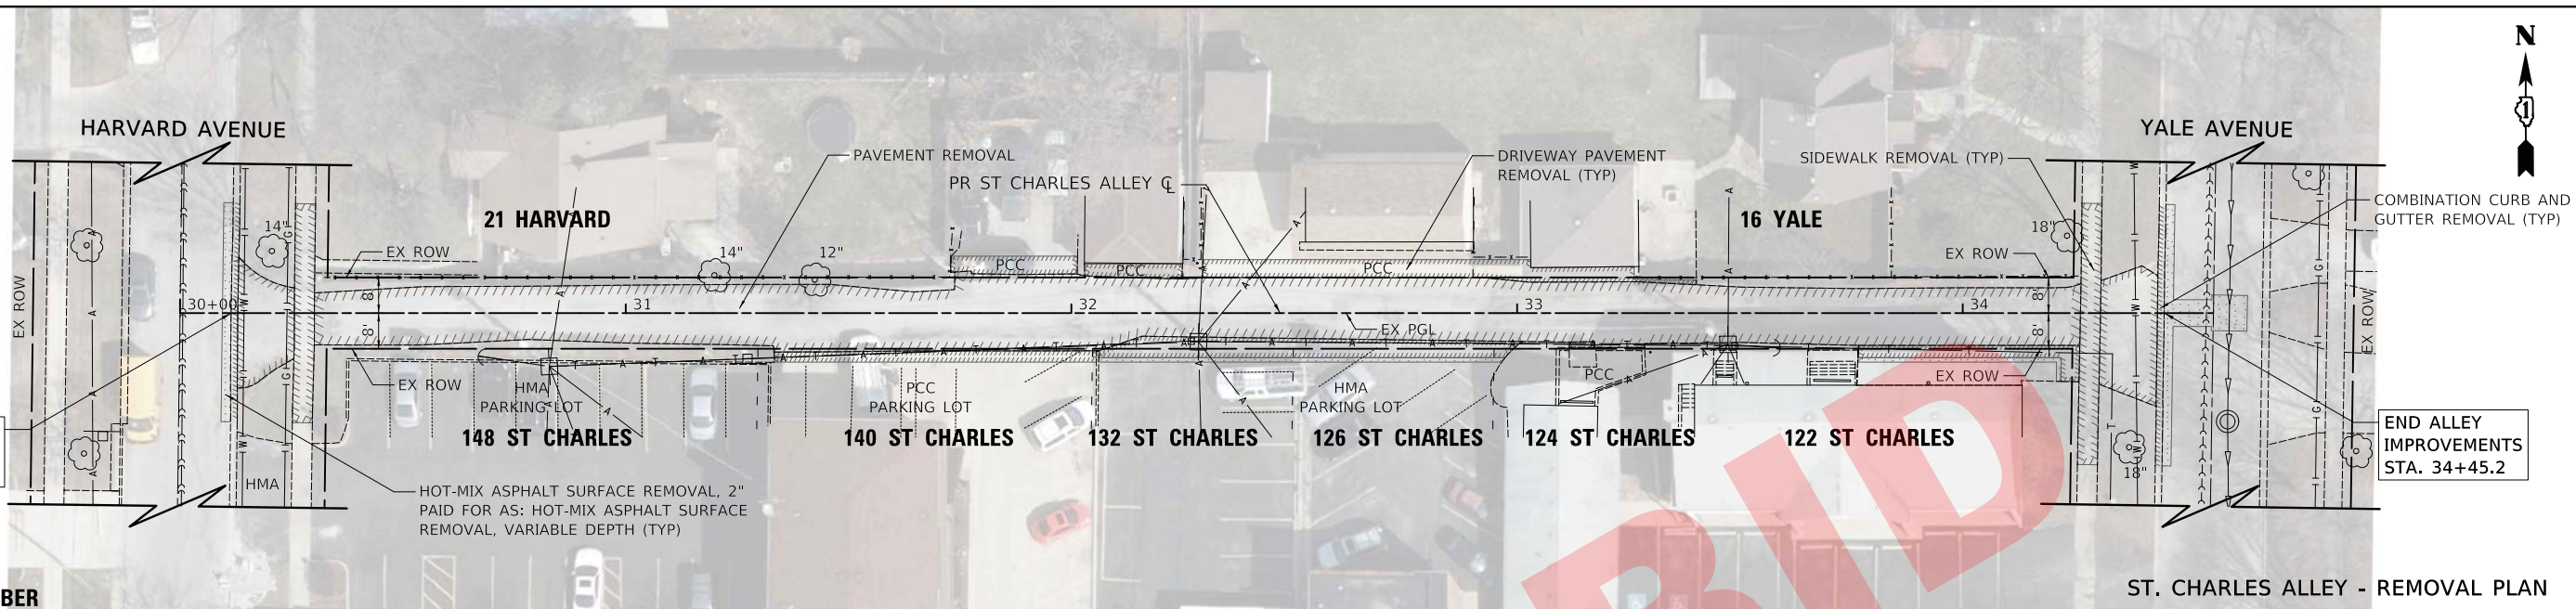 N
1
HARVARD AVENUE
YALE AVENUE
PAVEMENT REMOVAL
DRIVEWAY PAVEMENT
REMOVAL (TYP)
SIDEWALK REMOVAL (TYP)
PR ST CHARLES ALLEY ℄
COMBINATION CURB AND
GUTTER REMOVAL (TYP)
21 HARVARD
16 YALE
14"
14"
12"
18"
EX ROW
EX ROW
PCC
PCC
PCC
EX ROW
30+00
31
32
33
34
8'
8'
8'
8'
EX PGL
EX ROW
EX ROW
EX ROW
HMA
PARKING LOT
PCC
PARKING LOT
HMA
PARKING LOT
PCC
148 ST CHARLES
140 ST CHARLES
132 ST CHARLES
126 ST CHARLES
124 ST CHARLES
122 ST CHARLES
END ALLEY
IMPROVEMENTS
STA. 34+45.2
HMA
18"
HOT-MIX ASPHALT SURFACE REMOVAL, 2"
PAID FOR AS: HOT-MIX ASPHALT SURFACE
REMOVAL, VARIABLE DEPTH (TYP)
BID
ST. CHARLES ALLEY - REMOVAL PLAN
BER